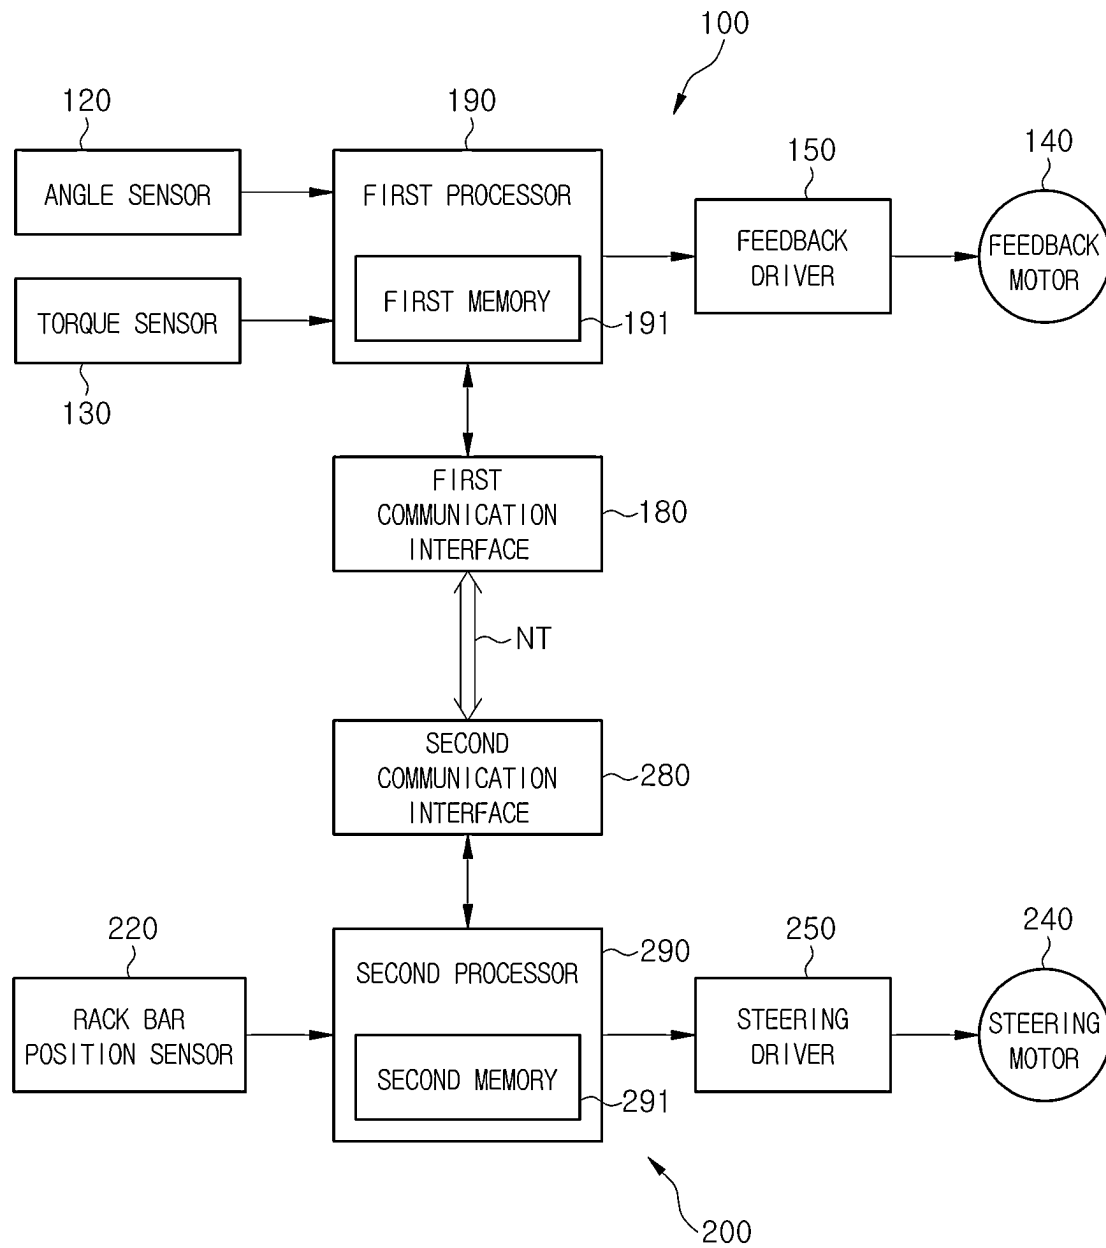 100
120
190
150
140
ANGLE SENSOR
FIRST PROCESSOR
FEEDBACK
DRIVER
FEEDBACK
MOTOR
TORQUE SENSOR
FIRST MEMORY
191
130
FIRST
COMMUNICATION
INTERFACE
180
NT
SECOND
COMMUNICATION
INTERFACE
280
220
290
250
240
SECOND PROCESSOR
RACK BAR
POSITION SENSOR
STEERING
DRIVER
STEERING
MOTOR
SECOND MEMORY
291
200